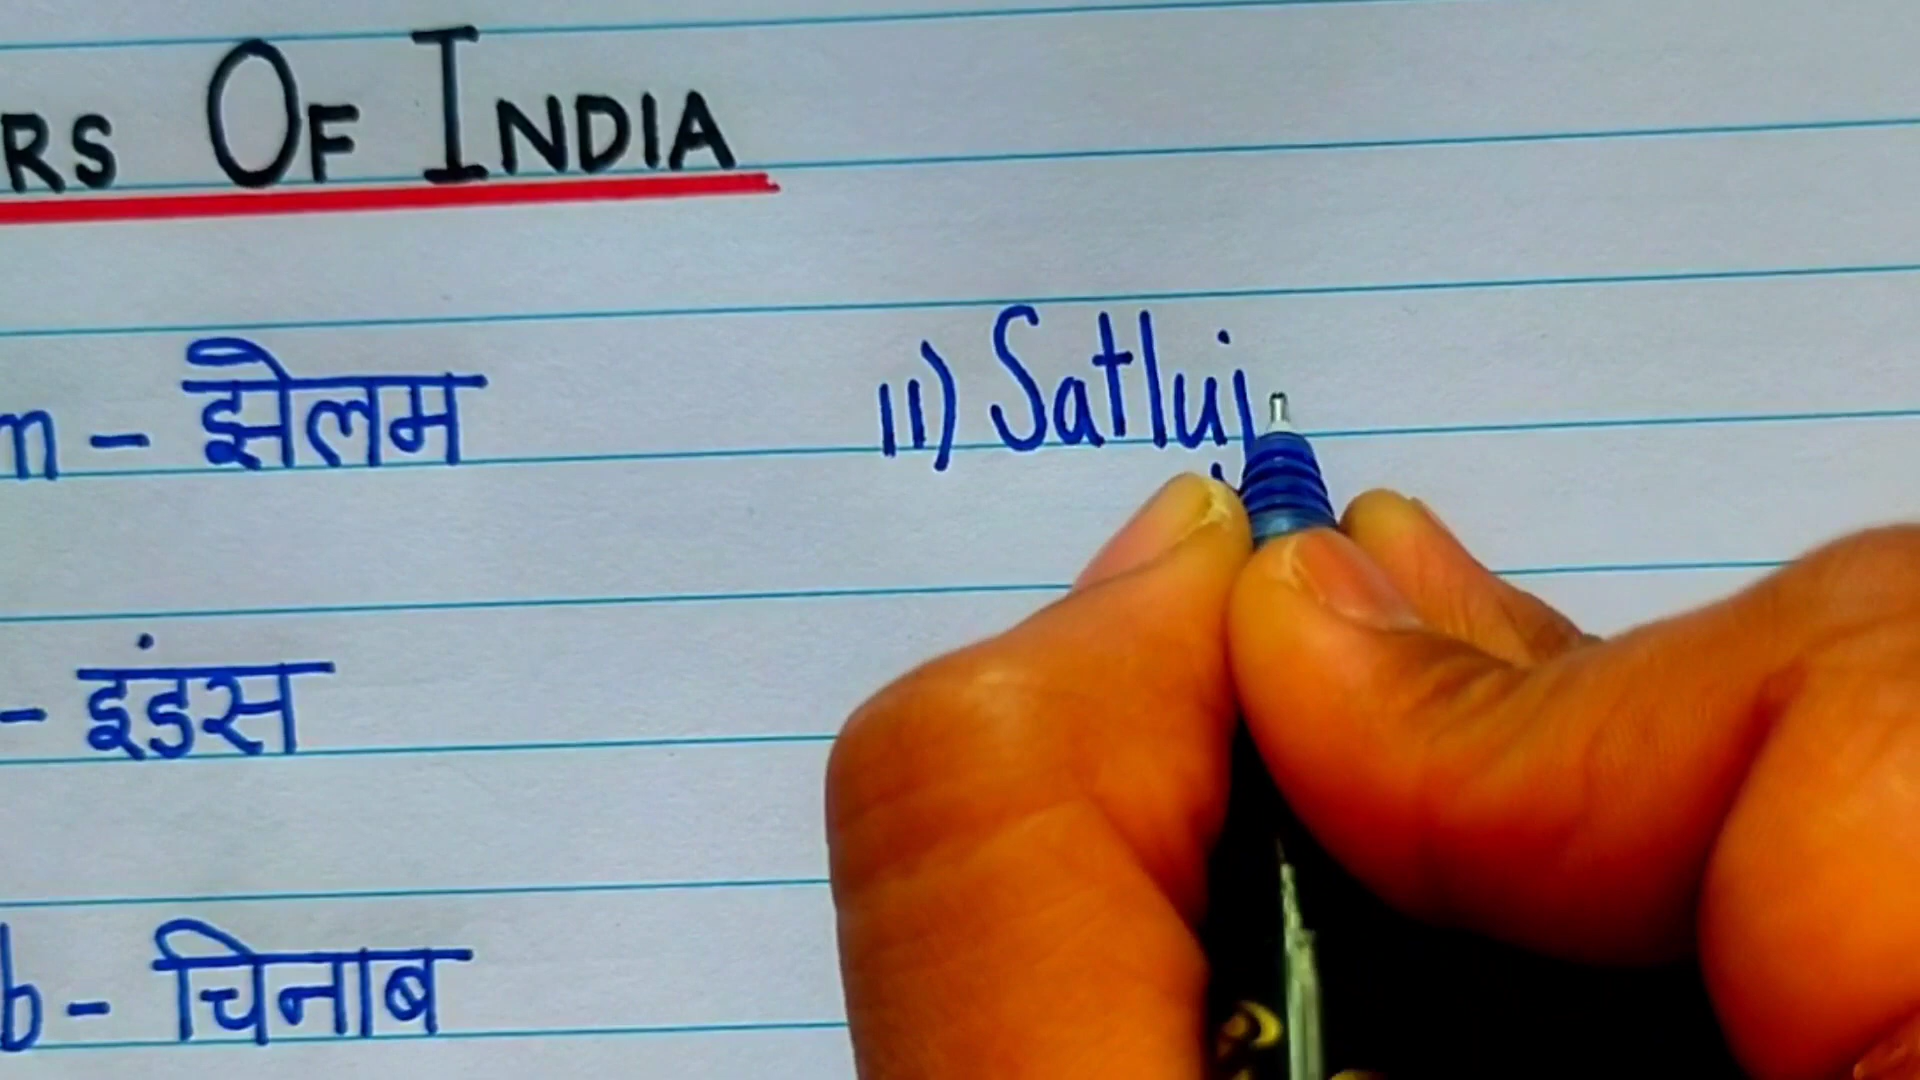 RS OF INDIA
m - झेलम
11) Satluj
- इंडस
b - चिनाब